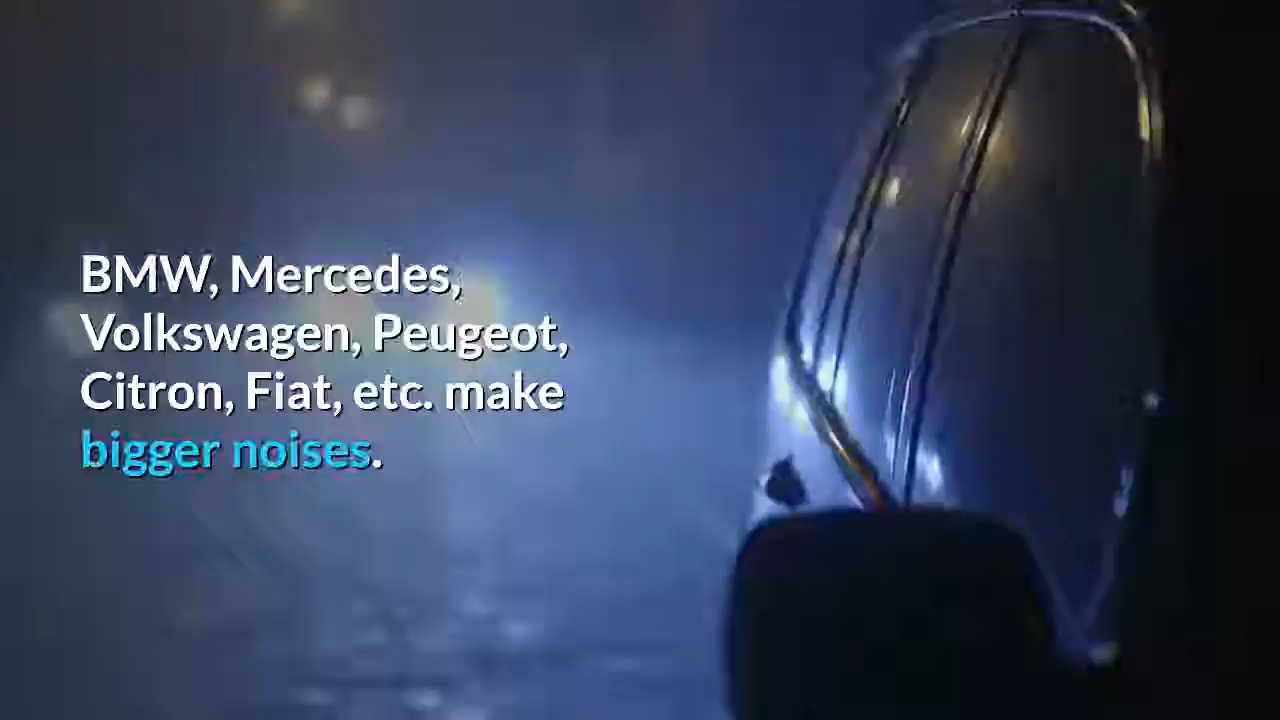 BMW, Mercedes,
Volkswagen, Peugeot,
Citron, Fiat, etc. make
bigger noises.